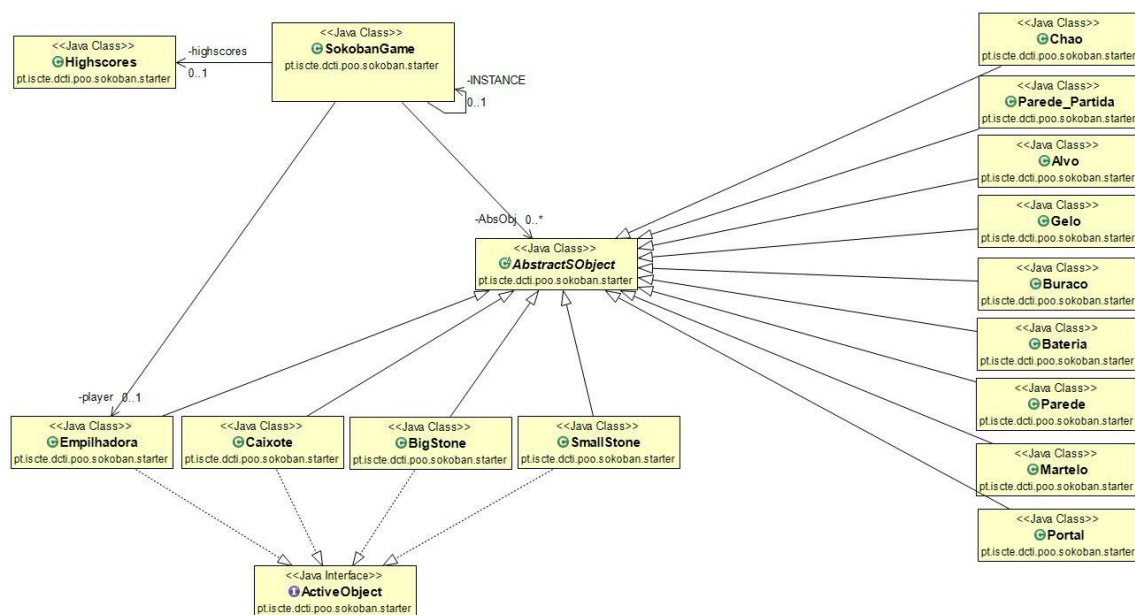 <<Java Class>>
Highscores
pt.iscte.dcti.poo.sokoban.starter
-highscores
0..1
<<Java Class>>
SokobanGame
pt.iscte.dcti.poo.sokoban.starter
-INSTANCE
0..1
<<Java Class>>
Chao
pt.iscte.dcti.poo.sokoban.starter
<<Java Class>>
Parede_Partida
pt.iscte.dcti.poo.sokoban.starter
<<Java Class>>
Alvo
pt.iscte.dcti.poo.sokoban.starter
<<Java Class>>
Gelo
pt.iscte.dcti.poo.sokoban.starter
<<Java Class>>
Buraco
pt.iscte.dcti.poo.sokoban.starter
<<Java Class>>
Bateria
pt.iscte.dcti.poo.sokoban.starter
<<Java Class>>
Parede
pt.iscte.dcti.poo.sokoban.starter
<<Java Class>>
Martelo
pt.iscte.dcti.poo.sokoban.starter
<<Java Class>>
Portal
pt.iscte.dcti.poo.sokoban.starter
-AbsObj 0..*
<<Java Class>>
AbstractSObject
pt.iscte.dcti.poo.sokoban.starter
-player 0..1
<<Java Class>>
Empilhadora
pt.iscte.dcti.poo.sokoban.starter
<<Java Class>>
Caixote
pt.iscte.dcti.poo.sokoban.starter
<<Java Class>>
BigStone
pt.iscte.dcti.poo.sokoban.starter
<<Java Class>>
SmallStone
pt.iscte.dcti.poo.sokoban.starter
<<Java Interface>>
ActiveObject
pt.iscte.dcti.poo.sokoban.starter